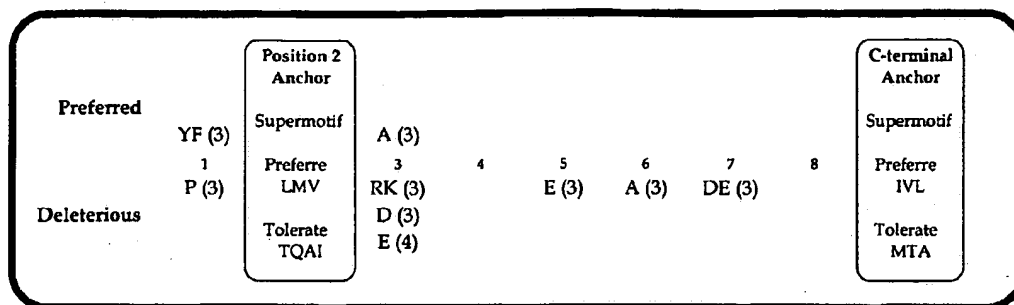 Position 2
Anchor
C-terminal
Anchor
Preferred
Supermotif
Supermotif
YF (3)
A (3)
1
Preferre
3
4
5
6
7
8
Preferre
P (3)
LMV
RK (3)
E (3)
A (3)
DE (3)
IVL
Deleterious
D (3)
Tolerate
E (4)
Tolerate
TQAI
MTA